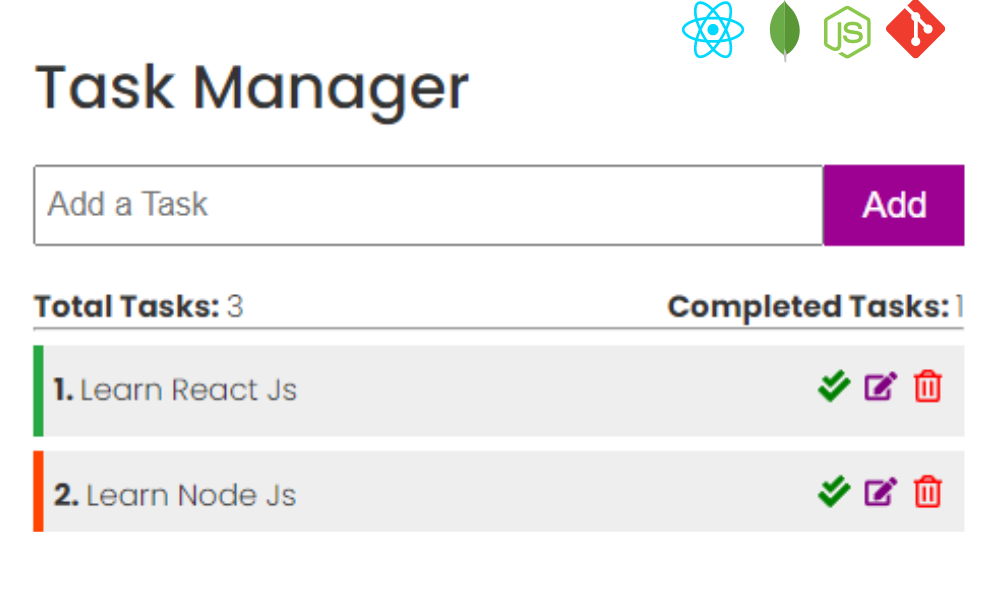 JS
Task Manager
Add a Task
Add
Total Tasks: 3
Completed Tasks: 1
1. Learn React Js
2. Learn Node Js